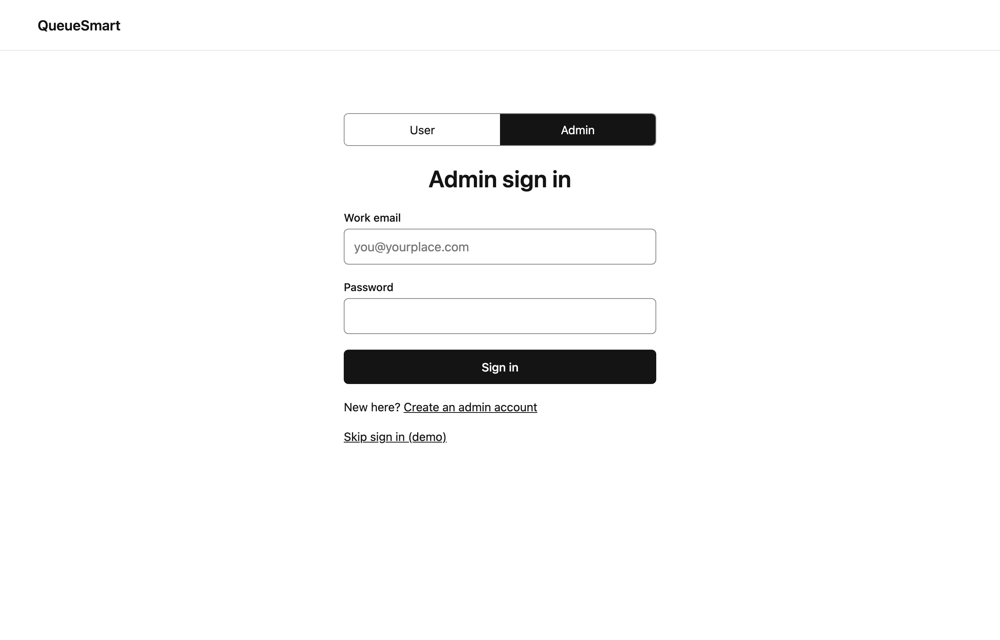 QueueSmart
User Admin
Admin sign in
Work email
you@yourplace.com
Password
Sign in
New here? Create an admin account
Skip sign in (demo)